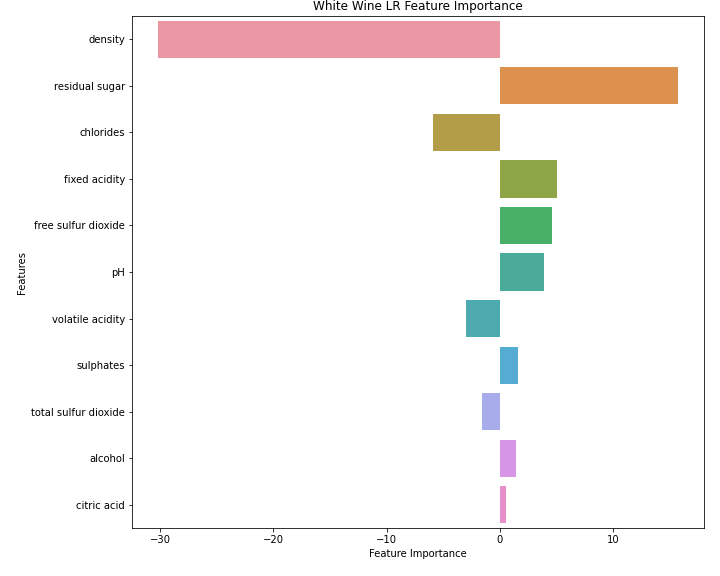 White Wine LR Feature Importance
density
residual sugar
chlorides
fixed acidity
free sulfur dioxide
pH
volatile acidity
sulphates
total sulfur dioxide
alcohol
citric acid
Features
−30
−20
−10
0
10
Feature Importance